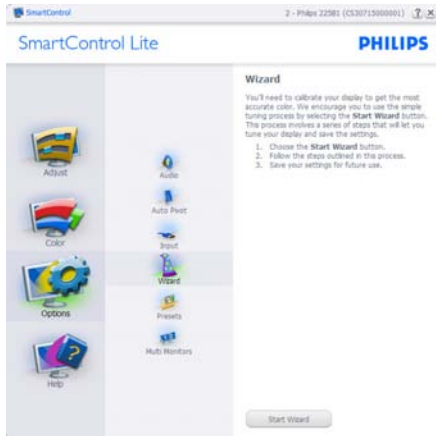 SmartControl
2 - Philips 225B1 (CS30715000001)
? X
SmartControl Lite
PHILIPS
Adjust
Color
Options
Help
Audio
Auto Pivot
Input
Wizard
Presets
Multi Monitors
Wizard
You'll need to calibrate your display to get the most
accurate color. We encourage you to use the simple
tuning process by selecting the Start Wizard button.
This process involves a series of steps that will let you
tune your display and save the settings.
1. Choose the Start Wizard button.
2. Follow the steps outlined in this process.
3. Save your settings for future use.
Start Wizard